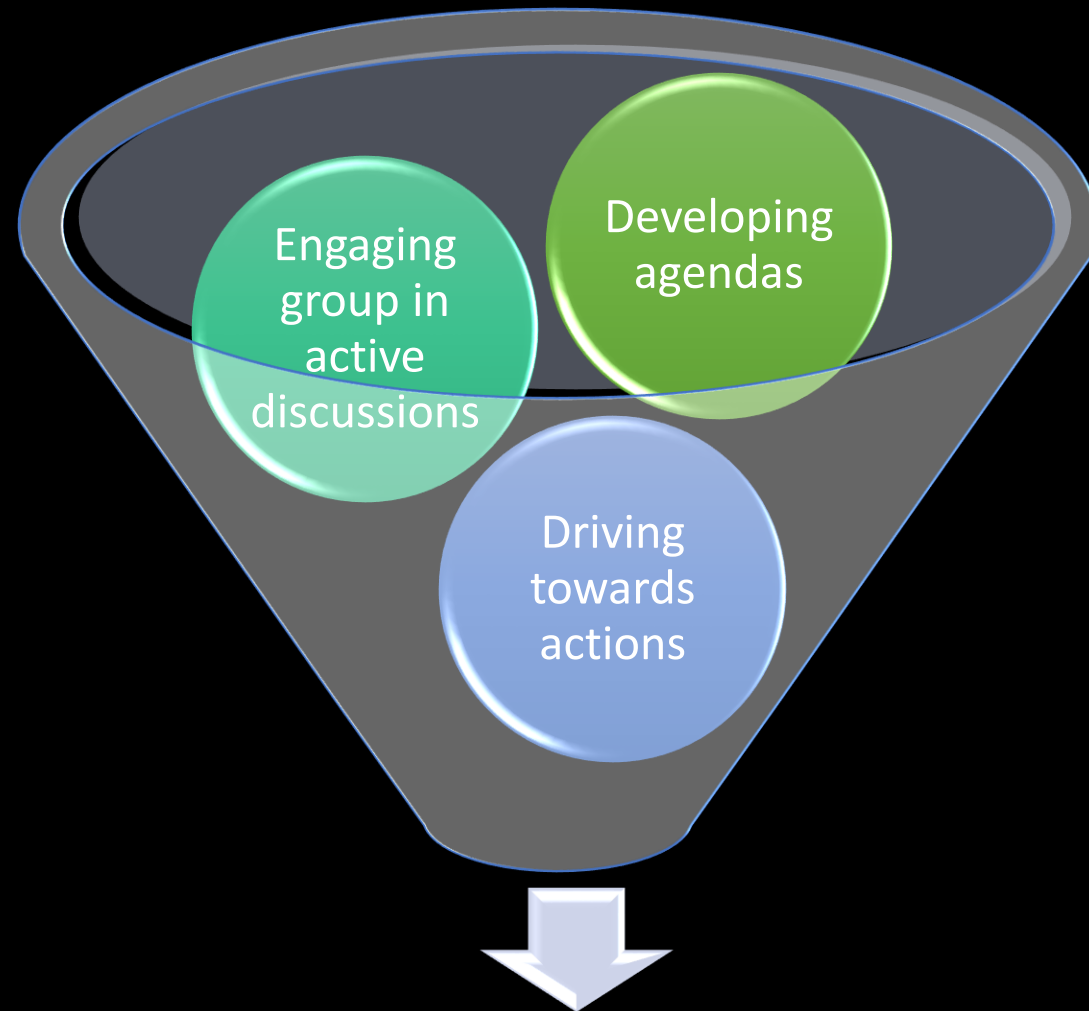 Engaging
group in
active
discussions
Developing
agendas
Driving
towards
actions